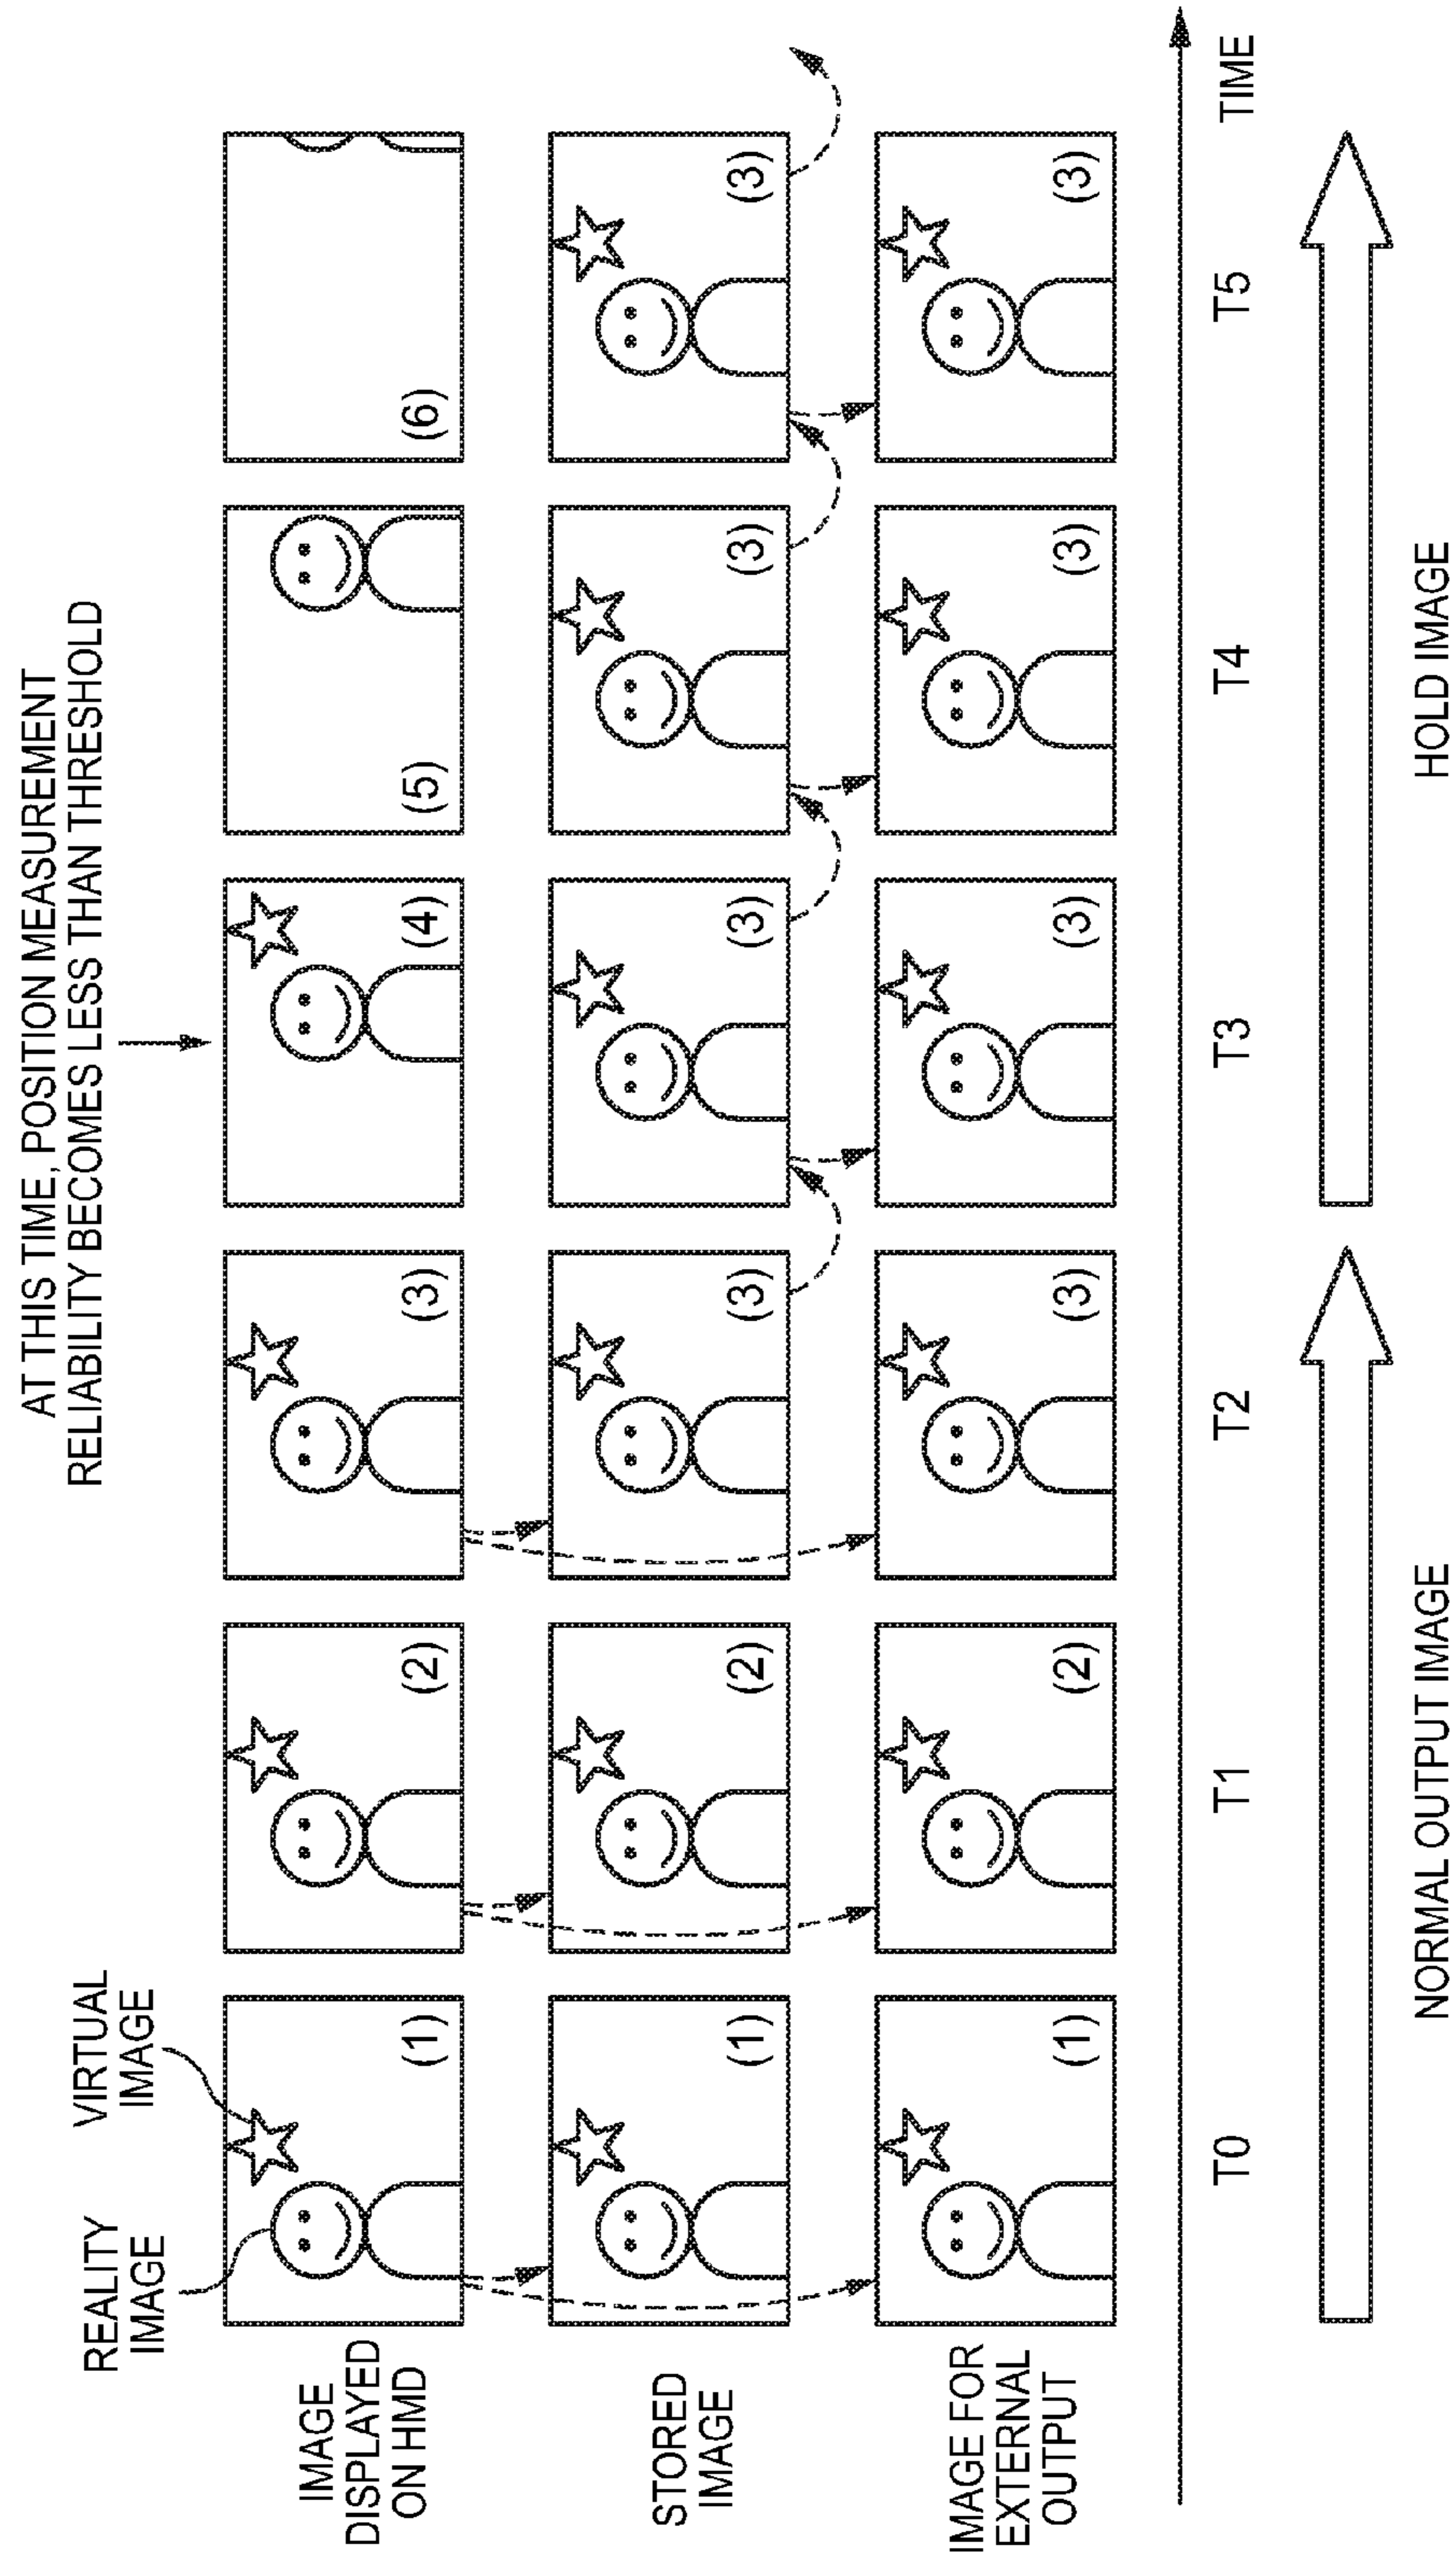 AT THIS TIME, POSITION MEASUREMENT
RELIABILITY BECOMES LESS THAN THRESHOLD
REALITY
IMAGE
VIRTUAL
IMAGE
IMAGE
DISPLAYED
ON HMD
(1)
(2)
(3)
(4)
(5)
(6)
STORED
IMAGE
(1)
(2)
(3)
(3)
(3)
(3)
IMAGE FOR
EXTERNAL
OUTPUT
(1)
(2)
(3)
(3)
(3)
(3)
T0
T1
T2
T3
T4
T5
TIME
NORMAL OUTPUT IMAGE
HOLD IMAGE